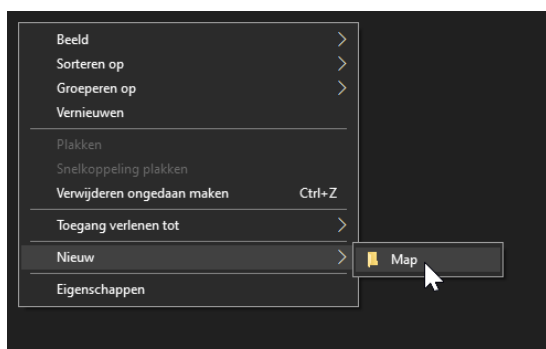 Beeld
Sorteren op
Groeperen op
Vernieuwen
Plakken
Snelkoppeling plakken
Verwijderen ongedaan maken Ctrl+Z
Toegang verlenen tot
Nieuw
Map
Eigenschappen